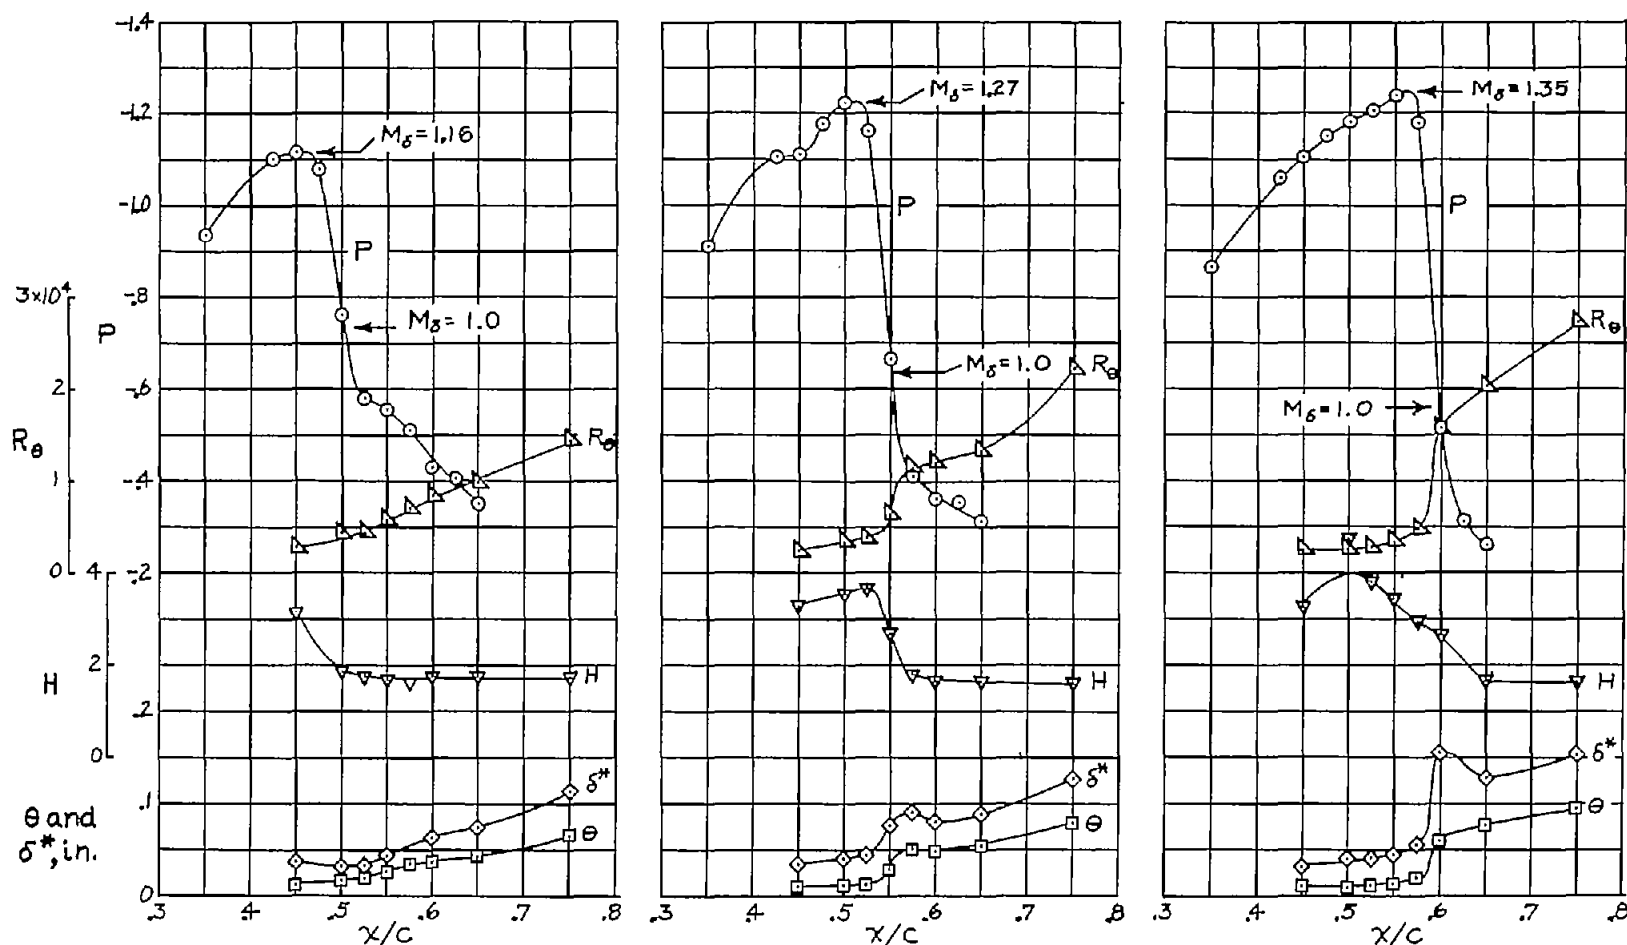 -1.4
-1.2
-1.0
-.8
-.6
-.4
-.2
P
3×10⁴
2
1
0
R_θ
4
2
0
H
.2
.1
0
θ and
δ*, in.
M_δ = 1.16
P
M_δ = 1.0
R_θ
H
δ*
θ
.3 .5 .6 .7 .8
x/c
M_δ = 1.27
P
M_δ = 1.0
R_θ
H
δ*
θ
.3 .4 .5 .6 .7 .8
x/c
M_δ = 1.35
P
M_δ = 1.0
R_θ
H
δ*
θ
.3 .4 .5 .6 .7 .8
x/c